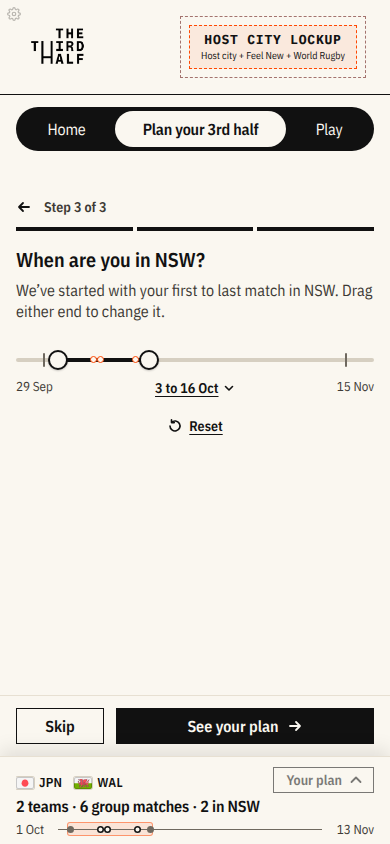 THE
THIRD
HALF
HOST CITY LOCKUP
Host city + Feel New + World Rugby
Home
Plan your 3rd half
Play
Step 3 of 3
When are you in NSW?
We’ve started with your first to last match in NSW. Drag
either end to change it.
29 Sep
3 to 16 Oct
15 Nov
Reset
Skip
See your plan
JPN
WAL
Your plan
2 teams · 6 group matches · 2 in NSW
1 Oct
13 Nov